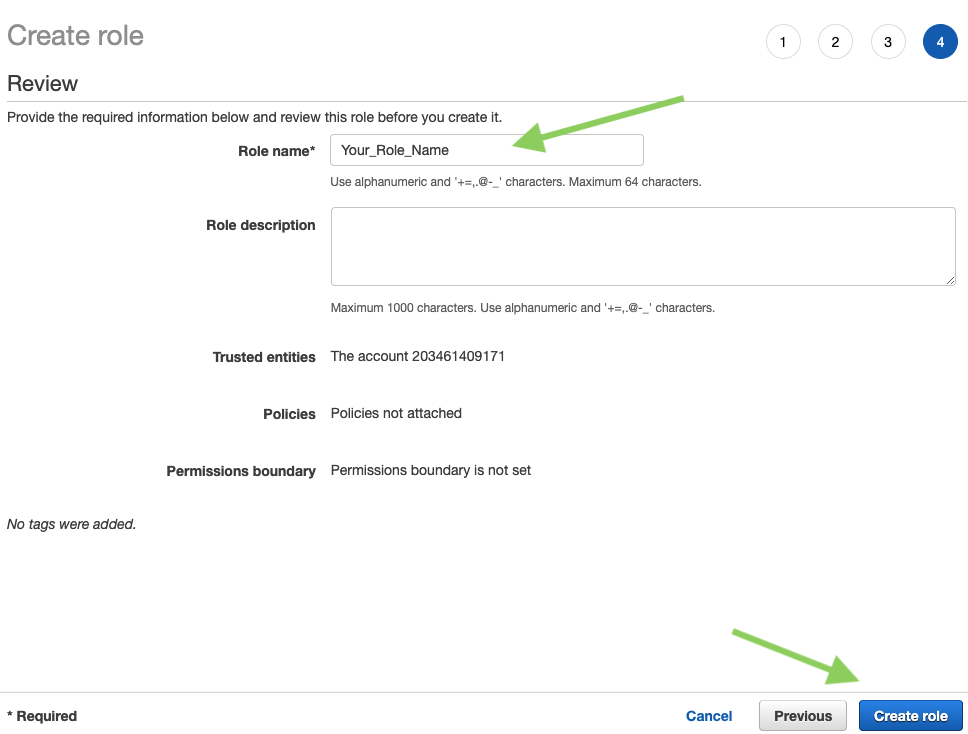 Create role
1 2 3 4
Review
Provide the required information below and review this role before you create it.
Role name* Your_Role_Name
Use alphanumeric and '+=,.@-_' characters. Maximum 64 characters.
Role description
Maximum 1000 characters. Use alphanumeric and '+=,.@-_' characters.
Trusted entities The account 203461409171
Policies Policies not attached
Permissions boundary Permissions boundary is not set
No tags were added.
* Required Cancel Previous Create role